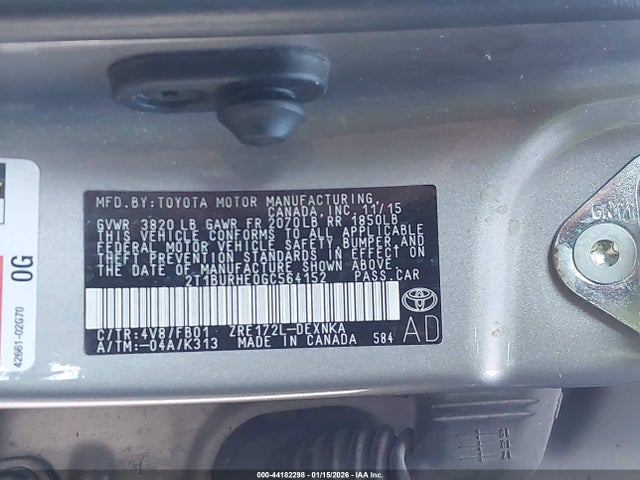 MFD.BY:TOYOTA MOTOR MANUFACTURING,
CANADA,INC. 11/15
GVWR 3820 LB GAWR FR 2070LB RR 1850LB
THIS VEHICLE CONFORMS TO ALL APPLICABLE
FEDERAL MOTOR VEHICLE SAFETY, BUMPER,AND
THEFT PREVENTION STANDARDS IN EFFECT ON
THE DATE OF MANUFACTURE SHOWN ABOVE.
2T1BURHE0GC564152 PASS.CAR
C/TR:4V8/FB01 ZRE172L-DEXNKA
A/TM:-04A/K313 MADE IN CANADA 584
AD
0G
42661-02G70
000-44182298 - 01/15/2026 - IAA Inc.